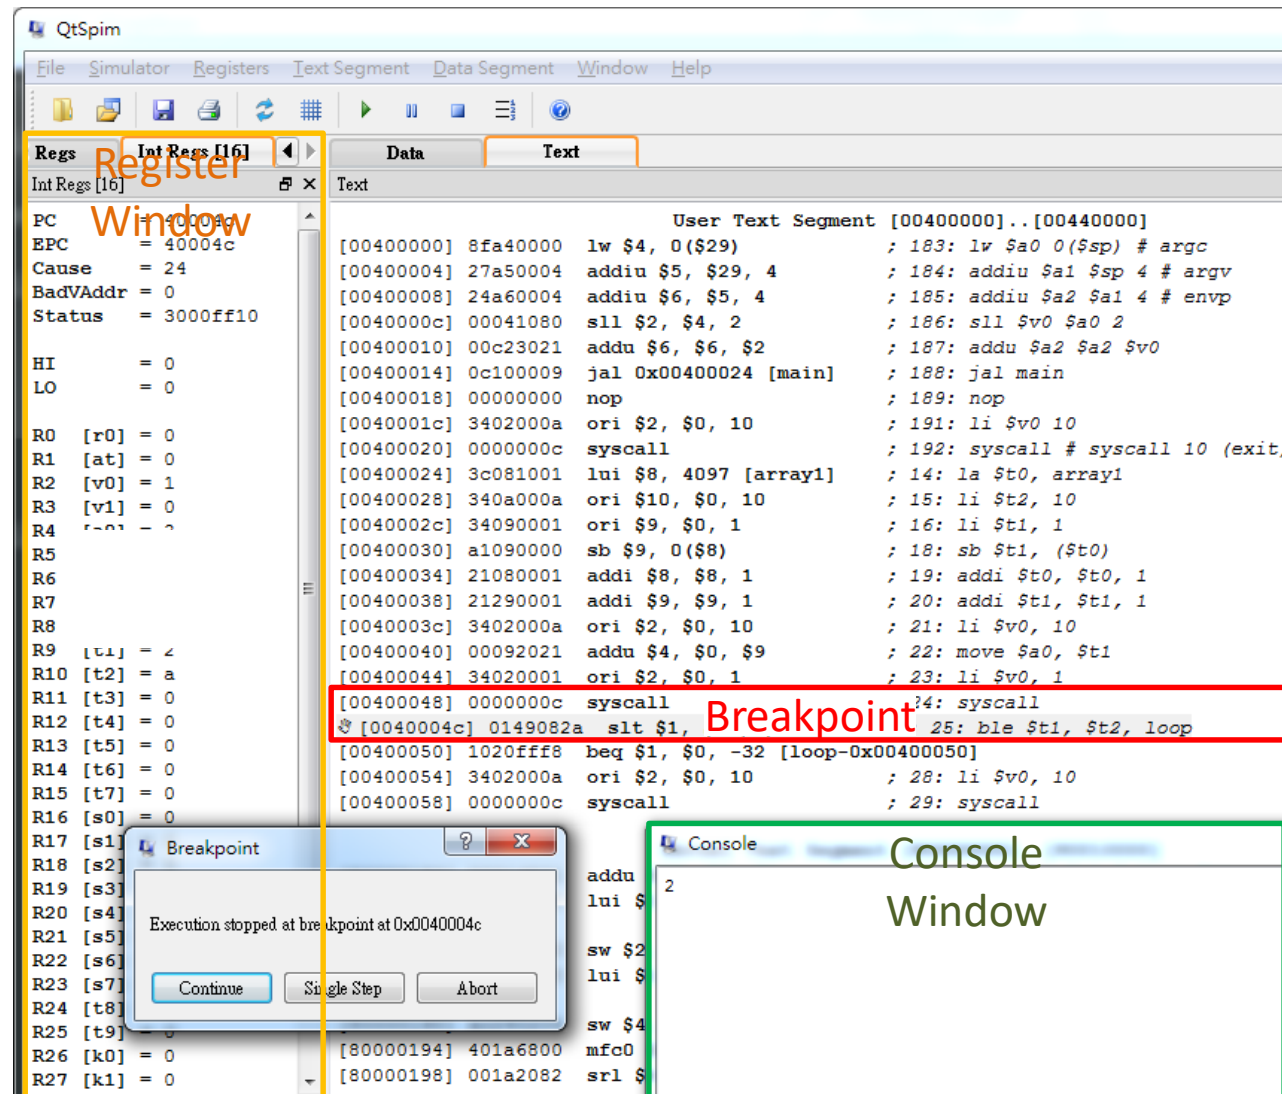 QtSpim
File Simulator Registers Text Segment Data Segment Window Help
Regs Int Regs [16] Data Text
Register Window
Int Regs [16] Text
PC = 40004c
EPC = 40004c
Cause = 24
BadVAddr = 0
Status = 3000ff10
HI = 0
LO = 0
R0 [r0] = 0
R1 [at] = 0
R2 [v0] = 1
R3 [v1] = 0
R4
R5
R6
R7
R8
R9 [t1] = 2
R10 [t2] = a
R11 [t3] = 0
R12 [t4] = 0
R13 [t5] = 0
R14 [t6] = 0
R15 [t7] = 0
R16 [s0] = 0
R17 [s1]
R18 [s2]
R19 [s3]
R20 [s4]
R21 [s5]
R22 [s6]
R23 [s7]
R24 [t8]
R25 [t9] = 0
R26 [k0] = 0
R27 [k1] = 0
User Text Segment [00400000]..[00440000]
[00400000] 8fa40000 lw $4, 0($29) ; 183: lw $a0 0($sp) # argc
[00400004] 27a50004 addiu $5, $29, 4 ; 184: addiu $a1 $sp 4 # argv
[00400008] 24a60004 addiu $6, $5, 4 ; 185: addiu $a2 $a1 4 # envp
[0040000c] 00041080 sll $2, $4, 2 ; 186: sll $v0 $a0 2
[00400010] 00c23021 addu $6, $6, $2 ; 187: addu $a2 $a2 $v0
[00400014] 0c100009 jal 0x00400024 [main] ; 188: jal main
[00400018] 00000000 nop ; 189: nop
[0040001c] 3402000a ori $2, $0, 10 ; 191: li $v0 10
[00400020] 0000000c syscall ; 192: syscall # syscall 10 (exit)
[00400024] 3c081001 lui $8, 4097 [array1] ; 14: la $t0, array1
[00400028] 340a000a ori $10, $0, 10 ; 15: li $t2, 10
[0040002c] 34090001 ori $9, $0, 1 ; 16: li $t1, 1
[00400030] a1090000 sb $9, 0($8) ; 18: sb $t1, ($t0)
[00400034] 21080001 addi $8, $8, 1 ; 19: addi $t0, $t0, 1
[00400038] 21290001 addi $9, $9, 1 ; 20: addi $t1, $t1, 1
[0040003c] 3402000a ori $2, $0, 10 ; 21: li $v0, 10
[00400040] 00092021 addu $4, $0, $9 ; 22: move $a0, $t1
[00400044] 34020001 ori $2, $0, 1 ; 23: li $v0, 1
[00400048] 0000000c syscall 24: syscall
[0040004c] 0149082a slt $1, 25: ble $t1, $t2, loop
Breakpoint
[00400050] 1020fff8 beq $1, $0, -32 [loop-0x00400050]
[00400054] 3402000a ori $2, $0, 10 ; 28: li $v0, 10
[00400058] 0000000c syscall ; 29: syscall
addu
lui $
sw $2
lui $
sw $4
[80000194] 401a6800 mfc0
[80000198] 001a2082 srl $
Breakpoint
Execution stopped at breakpoint at 0x0040004c
Continue Single Step Abort
Console
2
Console
Window